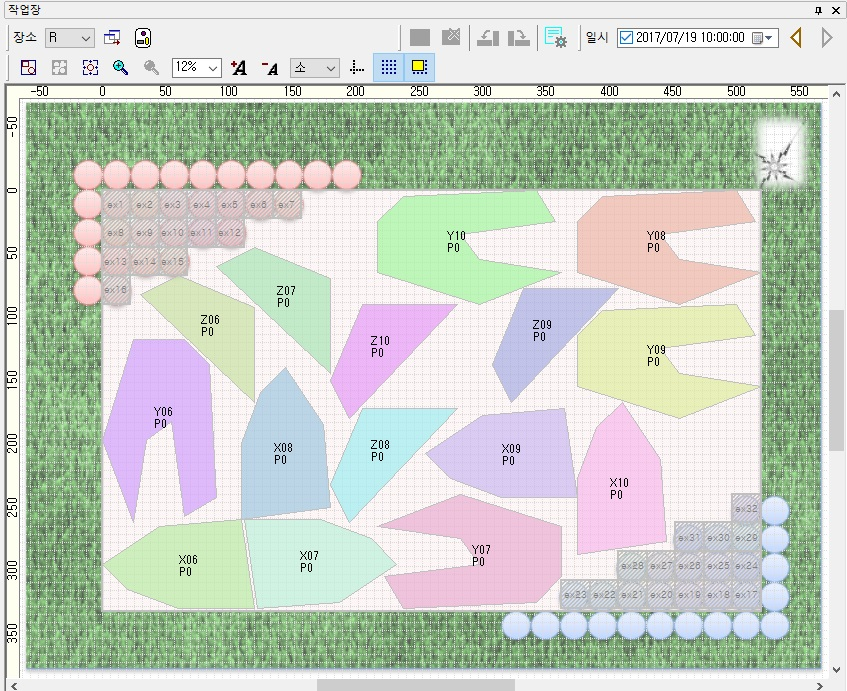 작업장
장소 R 일시 2017/07/19 10:00:00
12% A A 소
-50 0 50 100 150 200 250 300 350 400 450 500 550
-50
0
50
100
150
200
250
300
350
ex1 ex2 ex3 ex4 ex5 ex6 ex7
ex8 ex9 ex10 ex11 ex12
ex13 ex14 ex15
ex16
Y10
P0
Y08
P0
Z07
P0
Z06
P0
Z10
P0
Z09
P0
Y09
P0
Y06
P0
X08
P0
Z08
P0
X09
P0
X10
P0
X06
P0
X07
P0
Y07
P0
ex32
ex31 ex30 ex29
ex28 ex27 ex26 ex25 ex24
ex23 ex22 ex21 ex20 ex19 ex18 ex17